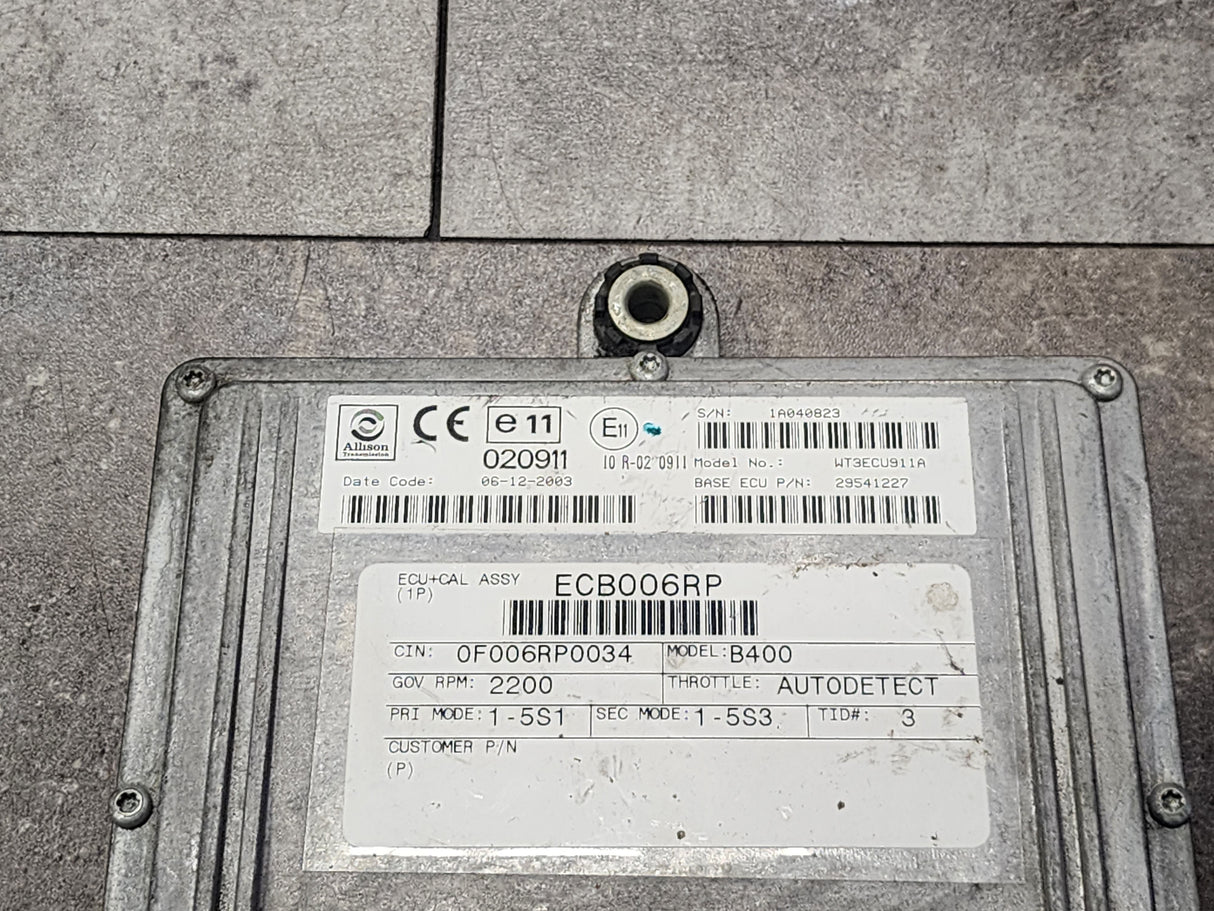 Allison
Transmission
CE
e 11
020911
E11
10 R-02 0911
S/N: 1A040823
Model No.: WT3ECU911A
Date Code: 06-12-2003
BASE ECU P/N: 29541227
ECU+CAL ASSY ECB006RP
(1P)
CIN: 0F006RP0034 MODEL: B400
GOV RPM: 2200 THROTTLE: AUTODETECT
PRI MODE: 1-5S1 SEC MODE: 1-5S3 TID#: 3
CUSTOMER P/N
(P)